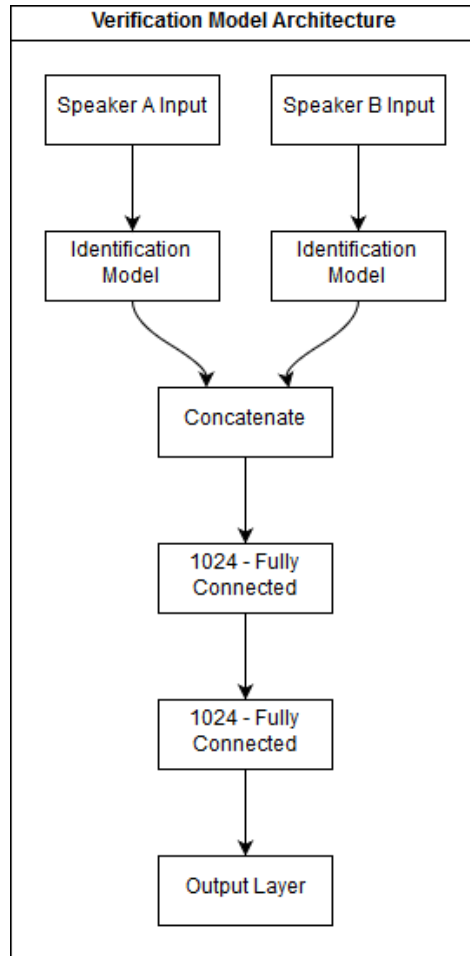 Verification Model Architecture
Speaker A Input
Speaker B Input
Identification
Model
Identification
Model
Concatenate
1024 - Fully
Connected
1024 - Fully
Connected
Output Layer